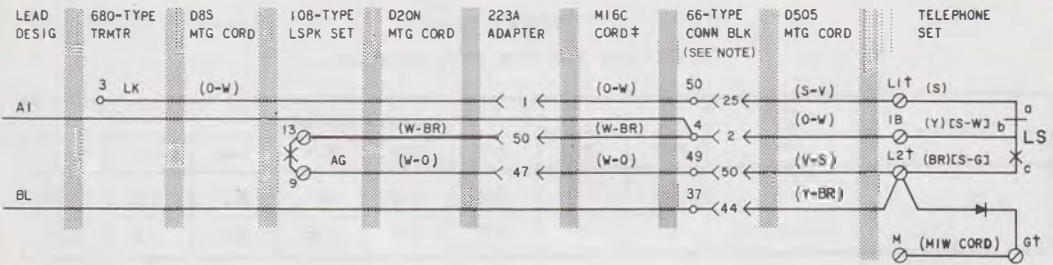 LEAD DESIG 680-TYPE TRMTR D8S MTG CORD 108-TYPE LSPK SET D20N MTG CORD 223A ADAPTER M16C CORD‡ 66-TYPE CONN BLK (SEE NOTE) D505 MTG CORD TELEPHONE SET
3 LK (O-W) 1 (O-W) 50 25 (S-V) L1† (S)
A1 a
13 (W-BR) 50 (W-BR) 4 2 (O-W) 1B (Y)[S-W] b LS
9 AG (W-O) 47 (W-O) 49 50 (V-S) L2† (BR)[S-G] c
BL 37 44 (Y-BR)
M (MIW CORD) G†